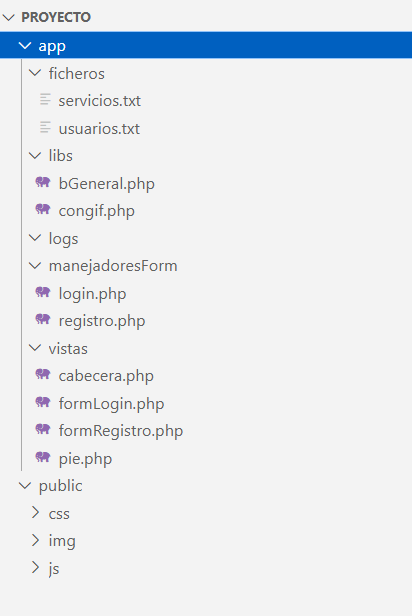 PROYECTO
app
ficheros
servicios.txt
usuarios.txt
libs
bGeneral.php
congif.php
logs
manejadoresForm
login.php
registro.php
vistas
cabecera.php
formLogin.php
formRegistro.php
pie.php
public
css
img
js